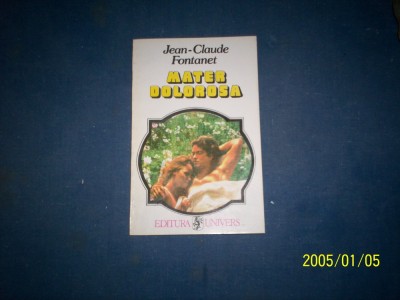 Jean-Claude
Fontanet
MATER
DOLOROSA
EDITURA UNIVERS
2005/01/05